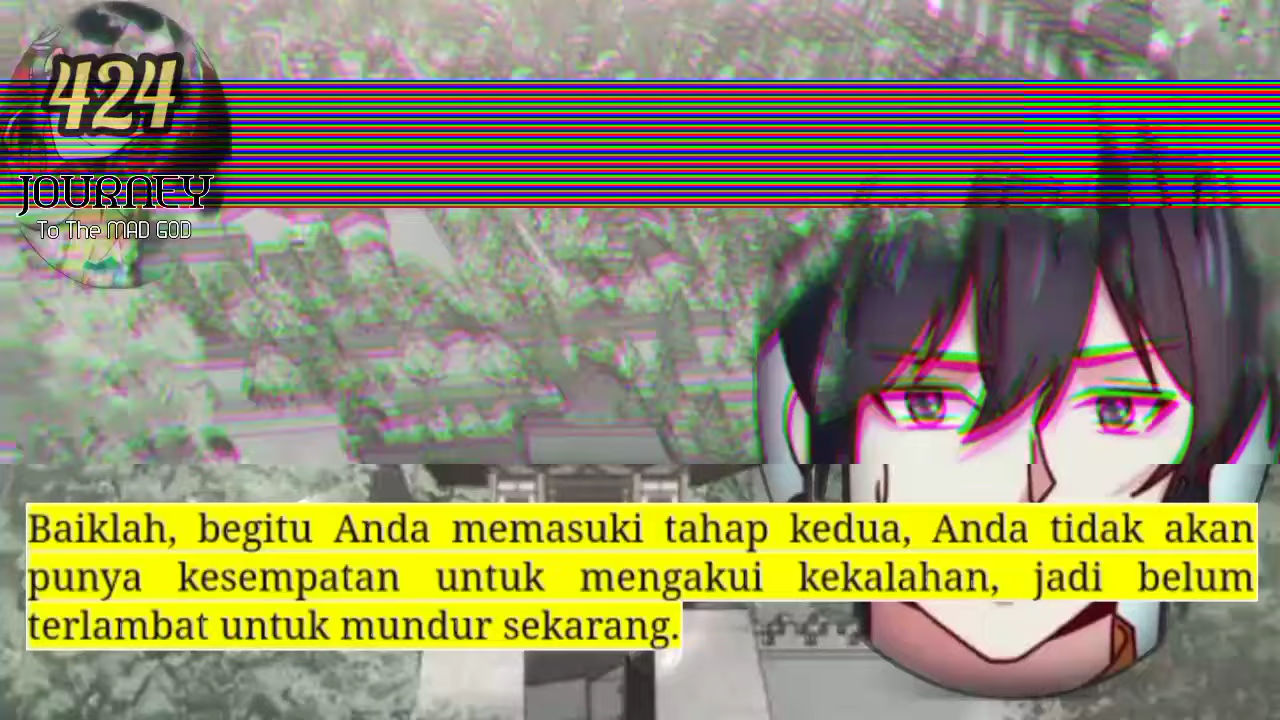 424
JOURNEY
To The MAD GOD
Baiklah, begitu Anda memasuki tahap kedua, Anda tidak akan
punya kesempatan untuk mengakui kekalahan, jadi belum
terlambat untuk mundur sekarang.